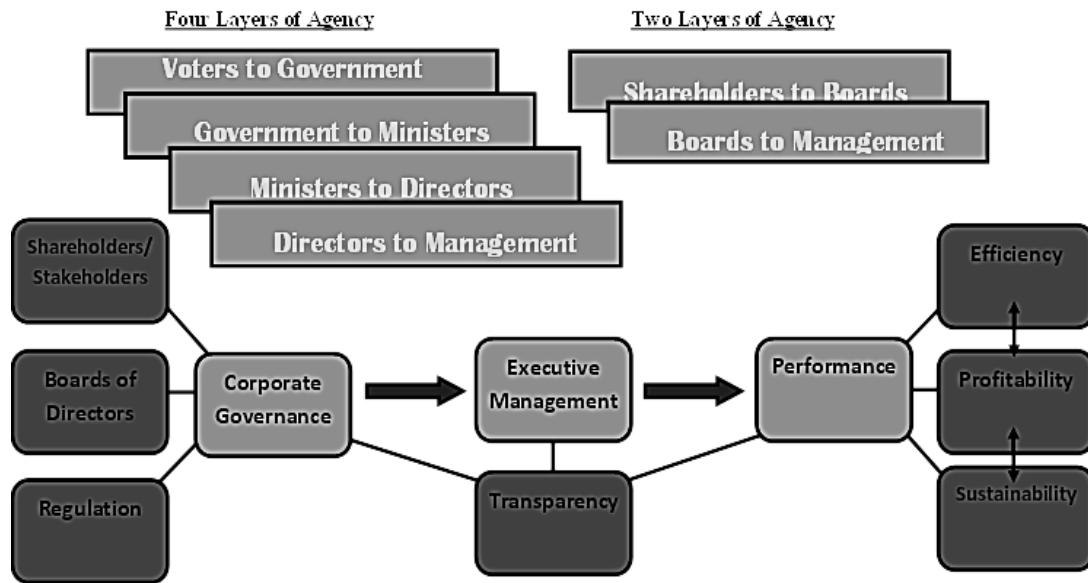 Four Layers of Agency
Two Layers of Agency
Voters to Government
Government to Ministers
Ministers to Directors
Directors to Management
Shareholders to Boards
Boards to Management
Shareholders/
Stakeholders
Boards of
Directors
Regulation
Corporate
Governance
Executive
Management
Transparency
Performance
Efficiency
Profitability
Sustainability